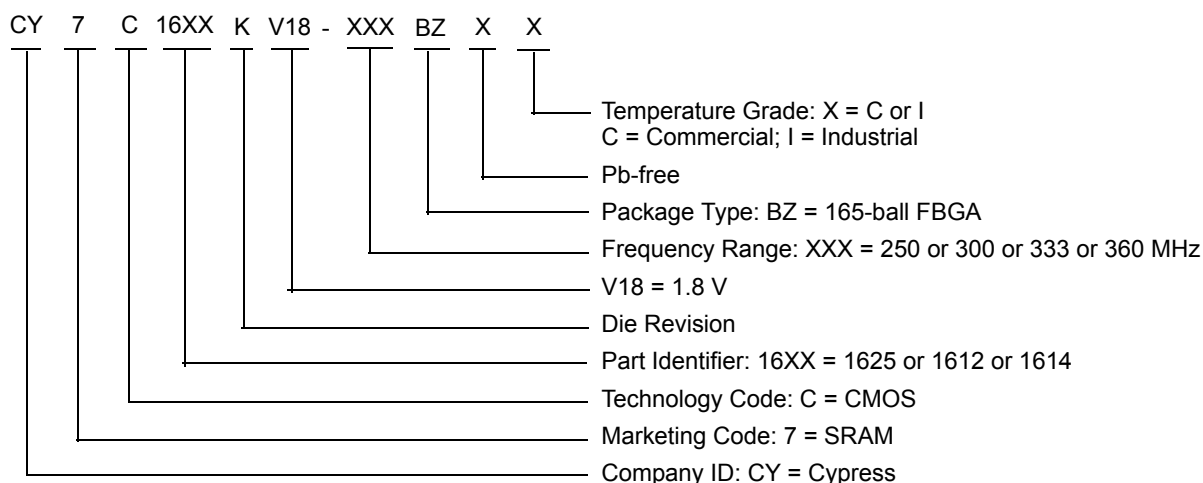 CY 7 C 16XX K V18 - XXX BZ X X
Temperature Grade: X = C or I
C = Commercial; I = Industrial
Pb-free
Package Type: BZ = 165-ball FBGA
Frequency Range: XXX = 250 or 300 or 333 or 360 MHz
V18 = 1.8 V
Die Revision
Part Identifier: 16XX = 1625 or 1612 or 1614
Technology Code: C = CMOS
Marketing Code: 7 = SRAM
Company ID: CY = Cypress